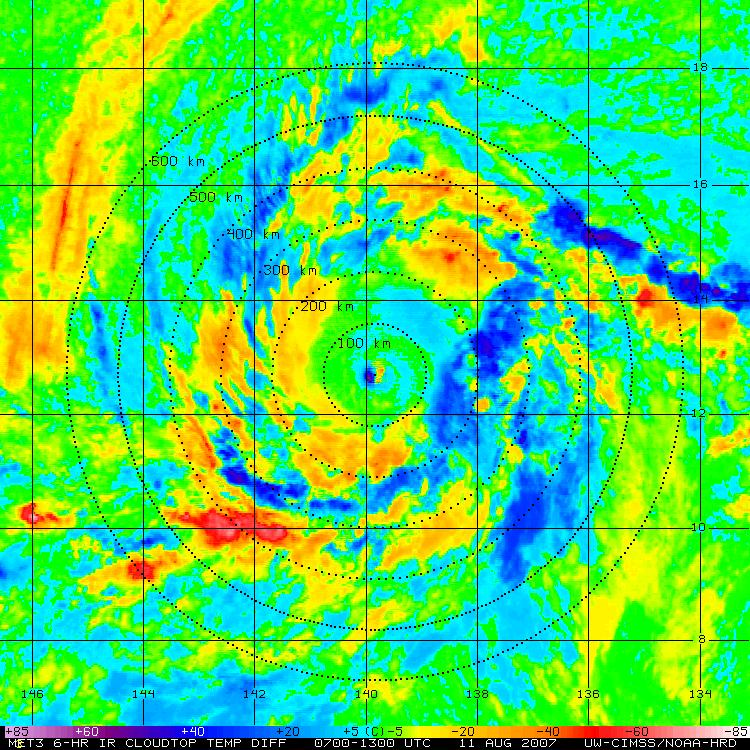 18
600 km
16
500 km
400 km
300 km
14
200 km
100 km
12
10
8
146 144 142 140 138 136 134
+85 +60 +40 +20 +5 (C) -5 -20 -40 -60 -85
MET3 6-HR IR CLOUDTOP TEMP DIFF 0700-1300 UTC 11 AUG 2007 UW-CIMSS/NOAA-HRD